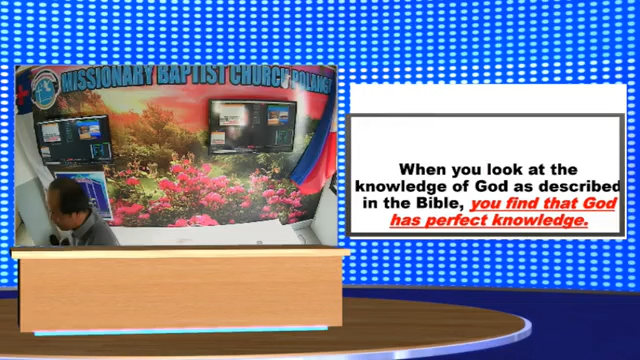 MISSIONARY BAPTIST CHURCH
When you look at the
knowledge of God as described
in the Bible, you find that God
has perfect knowledge.